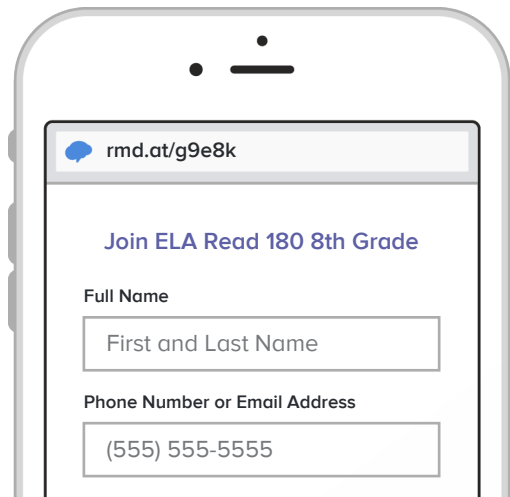 rmd.at/g9e8k
Join ELA Read 180 8th Grade
Full Name
First and Last Name
Phone Number or Email Address
(555) 555-5555